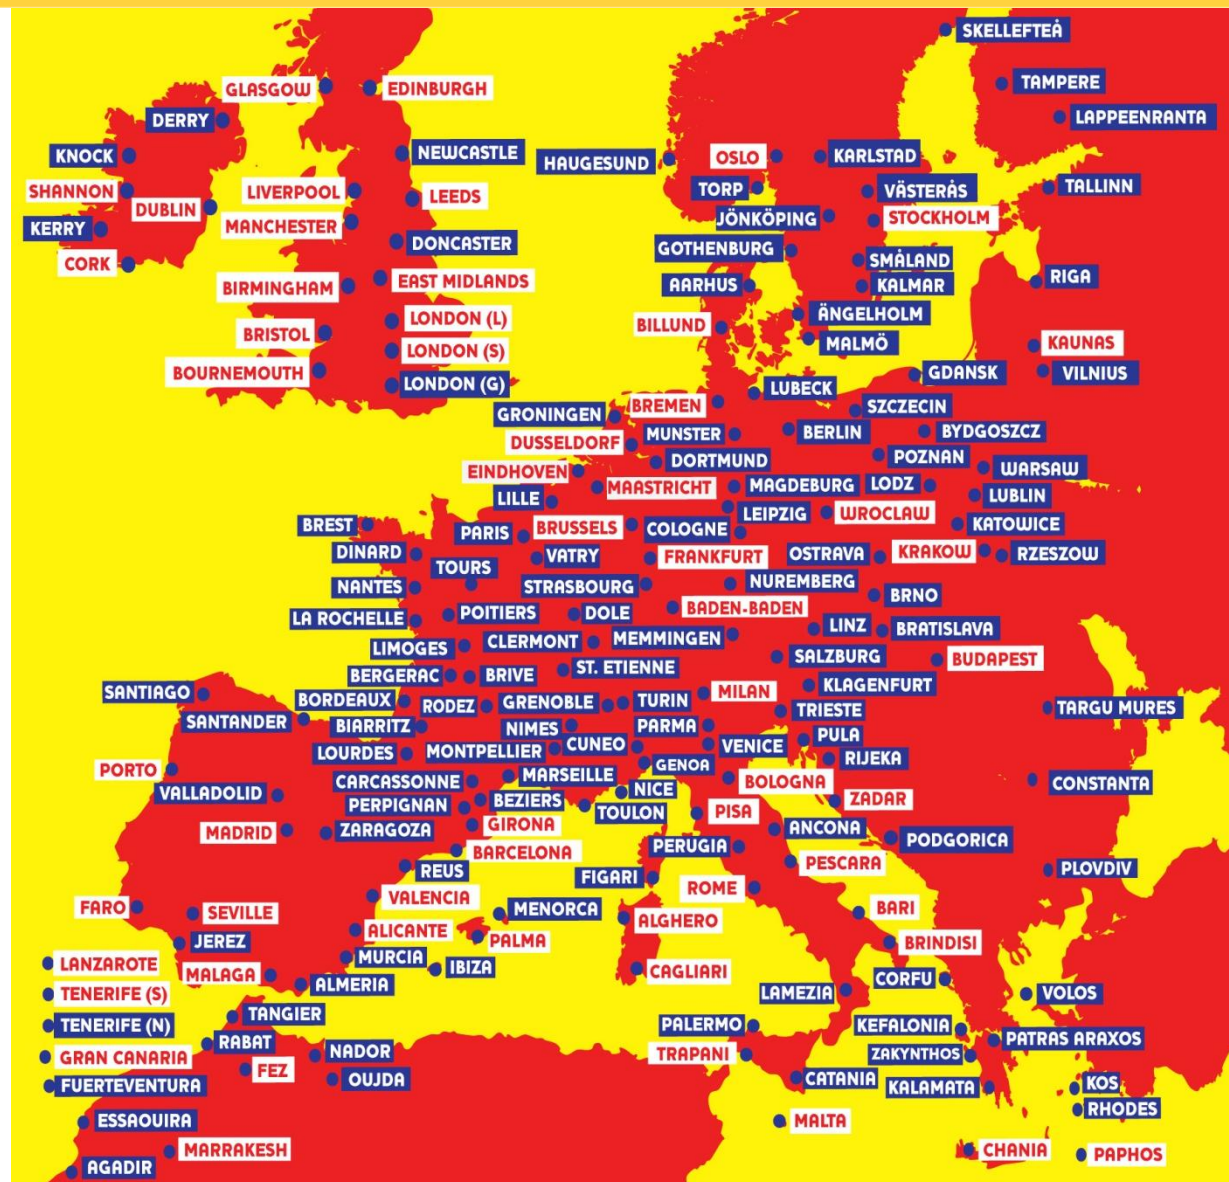 SKELLEFTEÅ
GLASGOW
EDINBURGH
TAMPERE
DERRY
LAPPEENRANTA
KNOCK
NEWCASTLE
HAUGESUND
OSLO
KARLSTAD
SHANNON
LIVERPOOL
LEEDS
TORP
VÄSTERÅS
TALLINN
DUBLIN
MANCHESTER
JÖNKÖPING
STOCKHOLM
KERRY
DONCASTER
GOTHENBURG
SMÅLAND
CORK
BIRMINGHAM
EAST MIDLANDS
AARHUS
KALMAR
RIGA
BRISTOL
LONDON (L)
BILLUND
ÄNGELHOLM
LONDON (S)
MALMÖ
KAUNAS
BOURNEMOUTH
LONDON (G)
LUBECK
GDANSK
VILNIUS
GRONINGEN
BREMEN
SZCZECIN
DUSSELDORF
MUNSTER
BERLIN
BYDGOSZCZ
EINDHOVEN
DORTMUND
POZNAN
WARSAW
LILLE
MAASTRICHT
MAGDEBURG
LODZ
LUBLIN
BREST
PARIS
BRUSSELS
COLOGNE
LEIPZIG
WROCLAW
KATOWICE
DINARD
TOURS
VATRY
FRANKFURT
OSTRAVA
KRAKOW
RZESZOW
NANTES
STRASBOURG
NUREMBERG
BRNO
LA ROCHELLE
POITIERS
DOLE
BADEN-BADEN
LIMOGES
CLERMONT
MEMMINGEN
LINZ
BRATISLAVA
BERGERAC
BRIVE
ST. ETIENNE
SALZBURG
BUDAPEST
SANTIAGO
BORDEAUX
RODEZ
GRENOBLE
TURIN
MILAN
KLAGENFURT
SANTANDER
BIARRITZ
NIMES
PARMA
TRIESTE
TARGU MURES
LOURDES
MONTPELLIER
CUNEO
VENICE
PULA
PORTO
CARCASSONNE
MARSEILLE
GENOA
RIJEKA
VALLADOLID
PERPIGNAN
BEZIERS
NICE
BOLOGNA
CONSTANTA
MADRID
ZARAGOZA
GIRONA
TOULON
PISA
ZADAR
BARCELONA
PERUGIA
ANCONA
PODGORICA
REUS
FIGARI
PESCARA
PLOVDIV
FARO
SEVILLE
VALENCIA
MENORCA
ROME
BARI
JEREZ
ALICANTE
PALMA
ALGHERO
BRINDISI
LANZAROTE
MALAGA
MURCIA
IBIZA
CAGLIARI
CORFU
TENERIFE (S)
ALMERIA
LAMEZIA
VOLOS
TENERIFE (N)
TANGIER
PALERMO
KEFALONIA
PATRAS ARAXOS
GRAN CANARIA
RABAT
NADOR
TRAPANI
ZAKYNTHOS
FUERTEVENTURA
FEZ
OUJDA
CATANIA
KALAMATA
KOS
RHODES
ESSAOUIRA
MALTA
MARRAKESH
CHANIA
PAPHOS
AGADIR